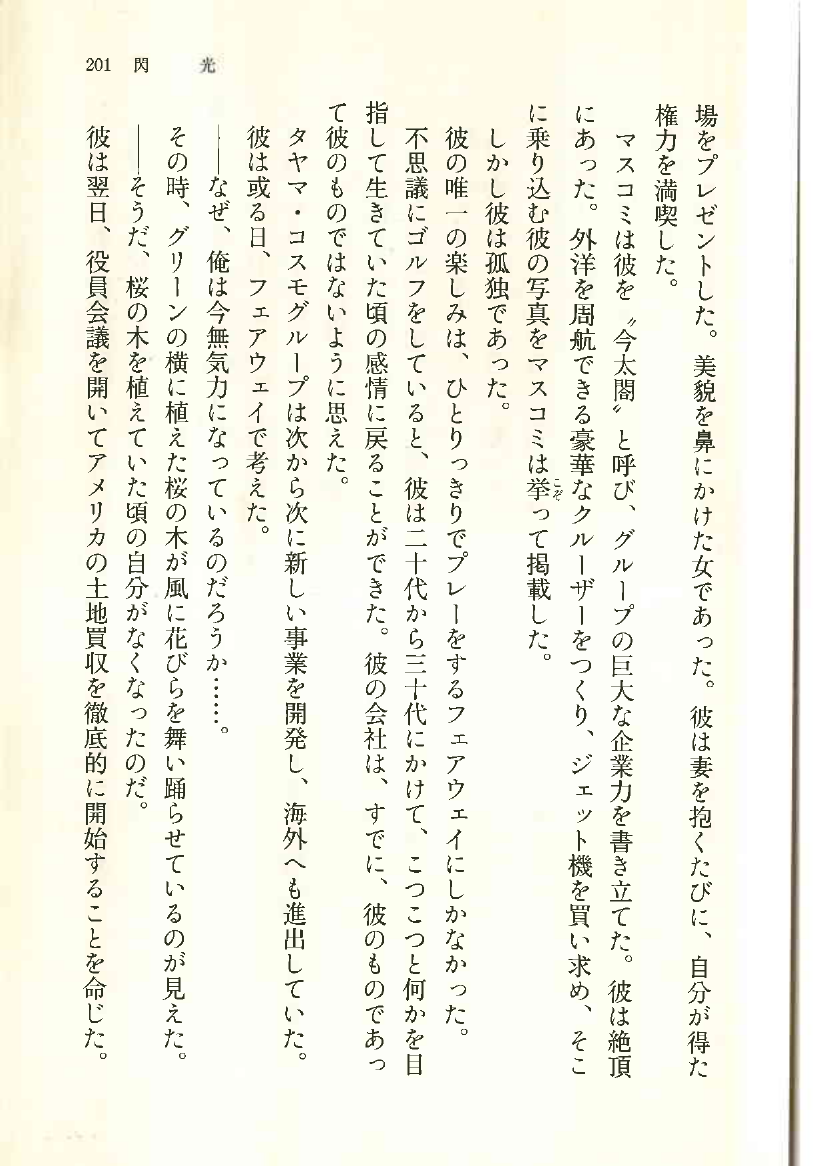 201 閃 光
場をプレゼントした。美貌を鼻にかけた女であった。彼は妻を抱くたびに、自分が得た
権力を満喫した。
マスコミは彼を〝今太閤〟と呼び、グループの巨大な企業力を書き立てた。彼は絶頂
にあった。外洋を周航できる豪華なクルーザーをつくり、ジェット機を買い求め、そこ
に乗り込む彼の写真をマスコミは挙こぞって掲載した。
しかし彼は孤独であった。
彼の唯一の楽しみは、ひとりっきりでプレーをするフェアウェイにしかなかった。
不思議にゴルフをしていると、彼は二十代から三十代にかけて、こつこつと何かを目
指して生きていた頃の感情に戻ることができた。彼の会社は、すでに、彼のものであっ
て彼のものではないように思えた。
タヤマ・コスモグループは次から次に新しい事業を開発し、海外へも進出していた。
彼は或る日、フェアウェイで考えた。
――なぜ、俺は今無気力になっているのだろうか……。
その時、グリーンの横に植えた桜の木が風に花びらを舞い踊らせているのが見えた。
――そうだ、桜の木を植えていた頃の自分がなくなったのだ。
彼は翌日、役員会議を開いてアメリカの土地買収を徹底的に開始することを命じた。